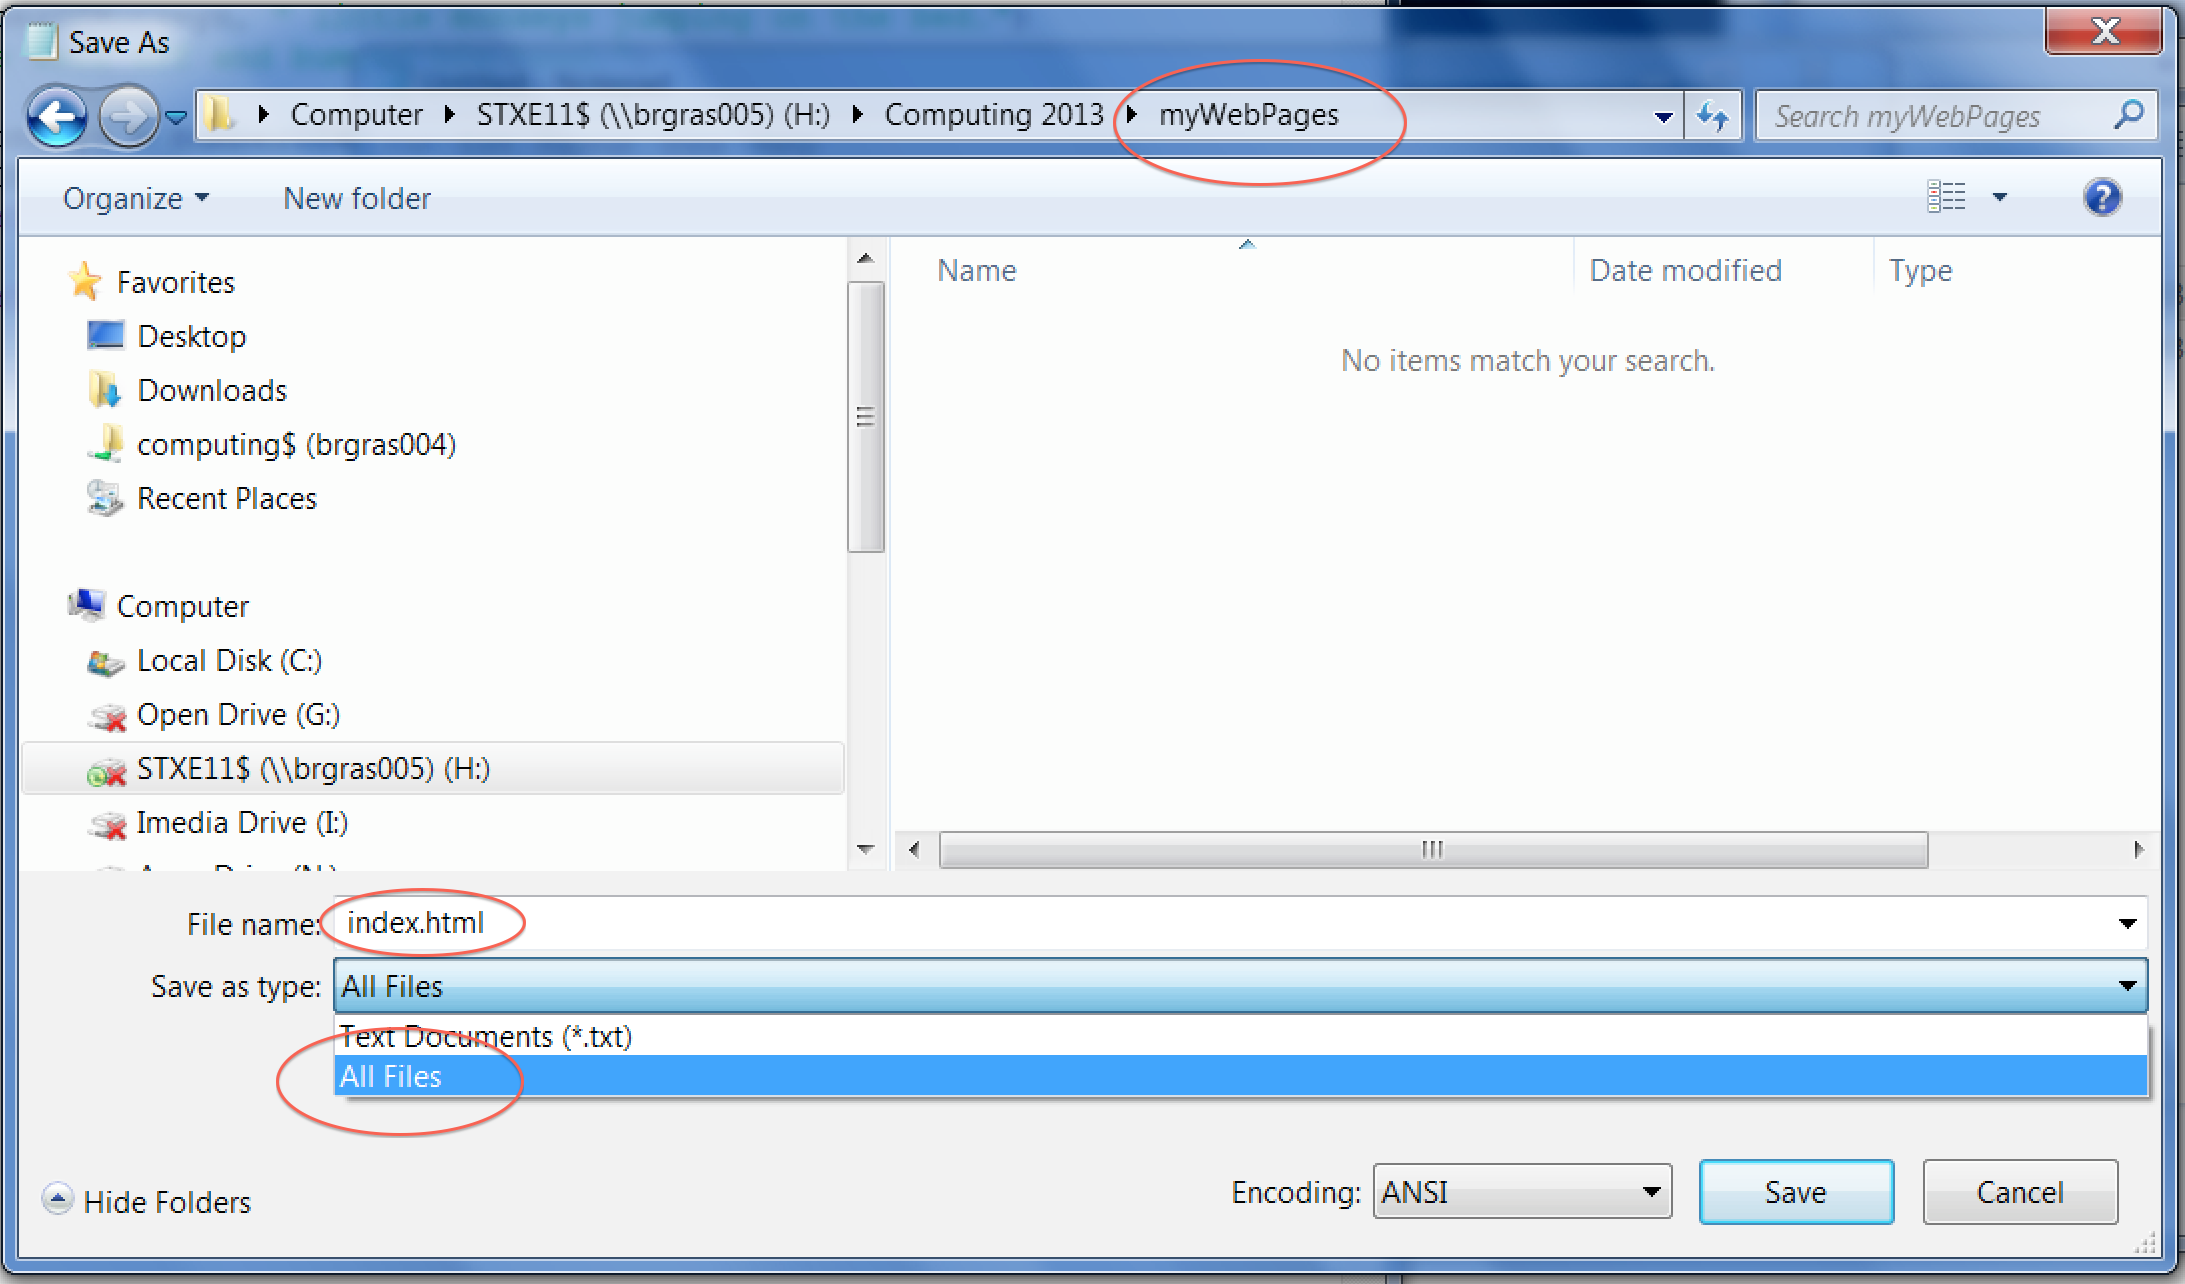 Save As
Computer STXE11$ (\\brgras005) (H:) Computing 2013 myWebPages
Search myWebPages
Organize New folder
Favorites
Desktop
Downloads
computing$ (brgras004)
Recent Places
Computer
Local Disk (C:)
Open Drive (G:)
STXE11$ (\\brgras005) (H:)
Imedia Drive (I:)
Name Date modified Type
No items match your search.
File name: index.html
Save as type: All Files
Text Documents (*.txt)
All Files
Hide Folders
Encoding: ANSI Save Cancel